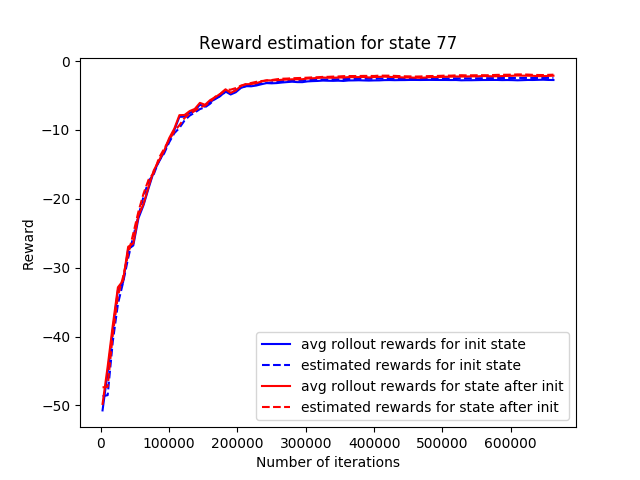 Reward estimation for state 77
Reward
0
−10
−20
−30
−40
−50
0 100000 200000 300000 400000 500000 600000
Number of iterations
avg rollout rewards for init state
estimated rewards for init state
avg rollout rewards for state after init
estimated rewards for state after init